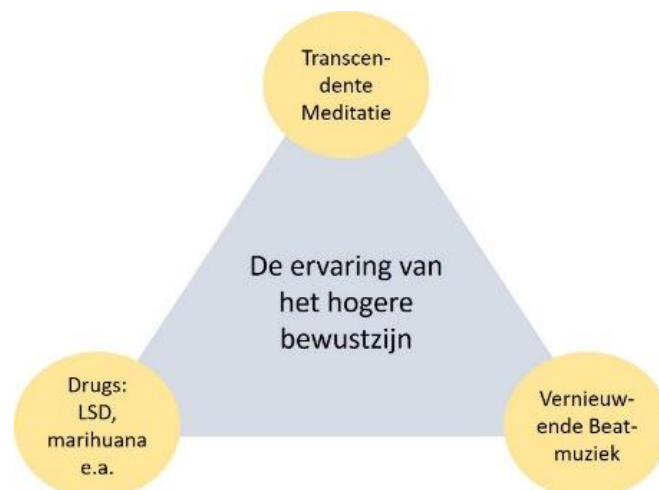 Transcen-
dente
Meditatie
De ervaring van
het hogere
bewustzijn
Drugs:
LSD,
marihuana
e.a.
Vernieuw-
ende Beat-
muziek